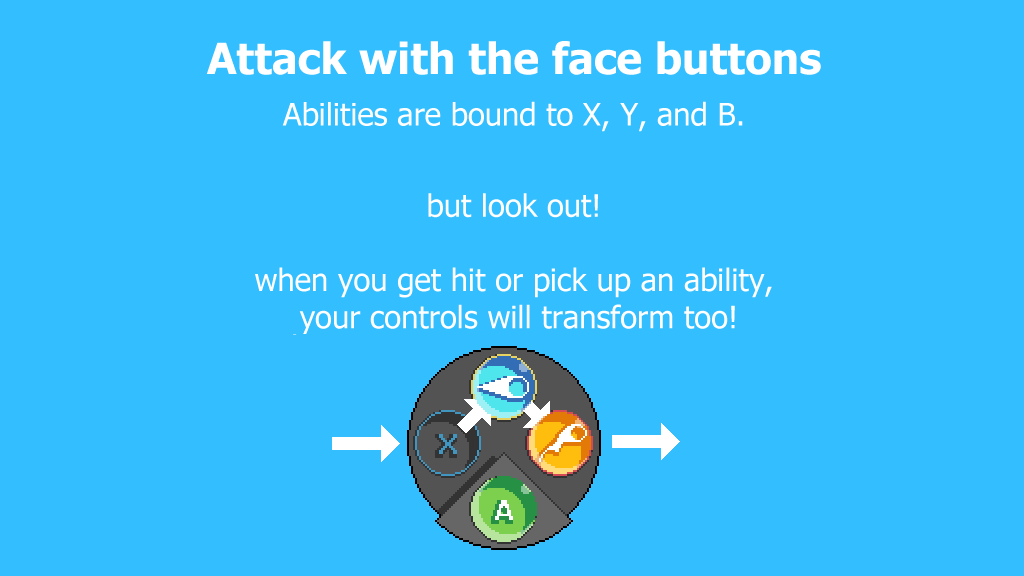 Attack with the face buttons
Abilities are bound to X, Y, and B.
but look out!
when you get hit or pick up an ability,
your controls will transform too!
X
A